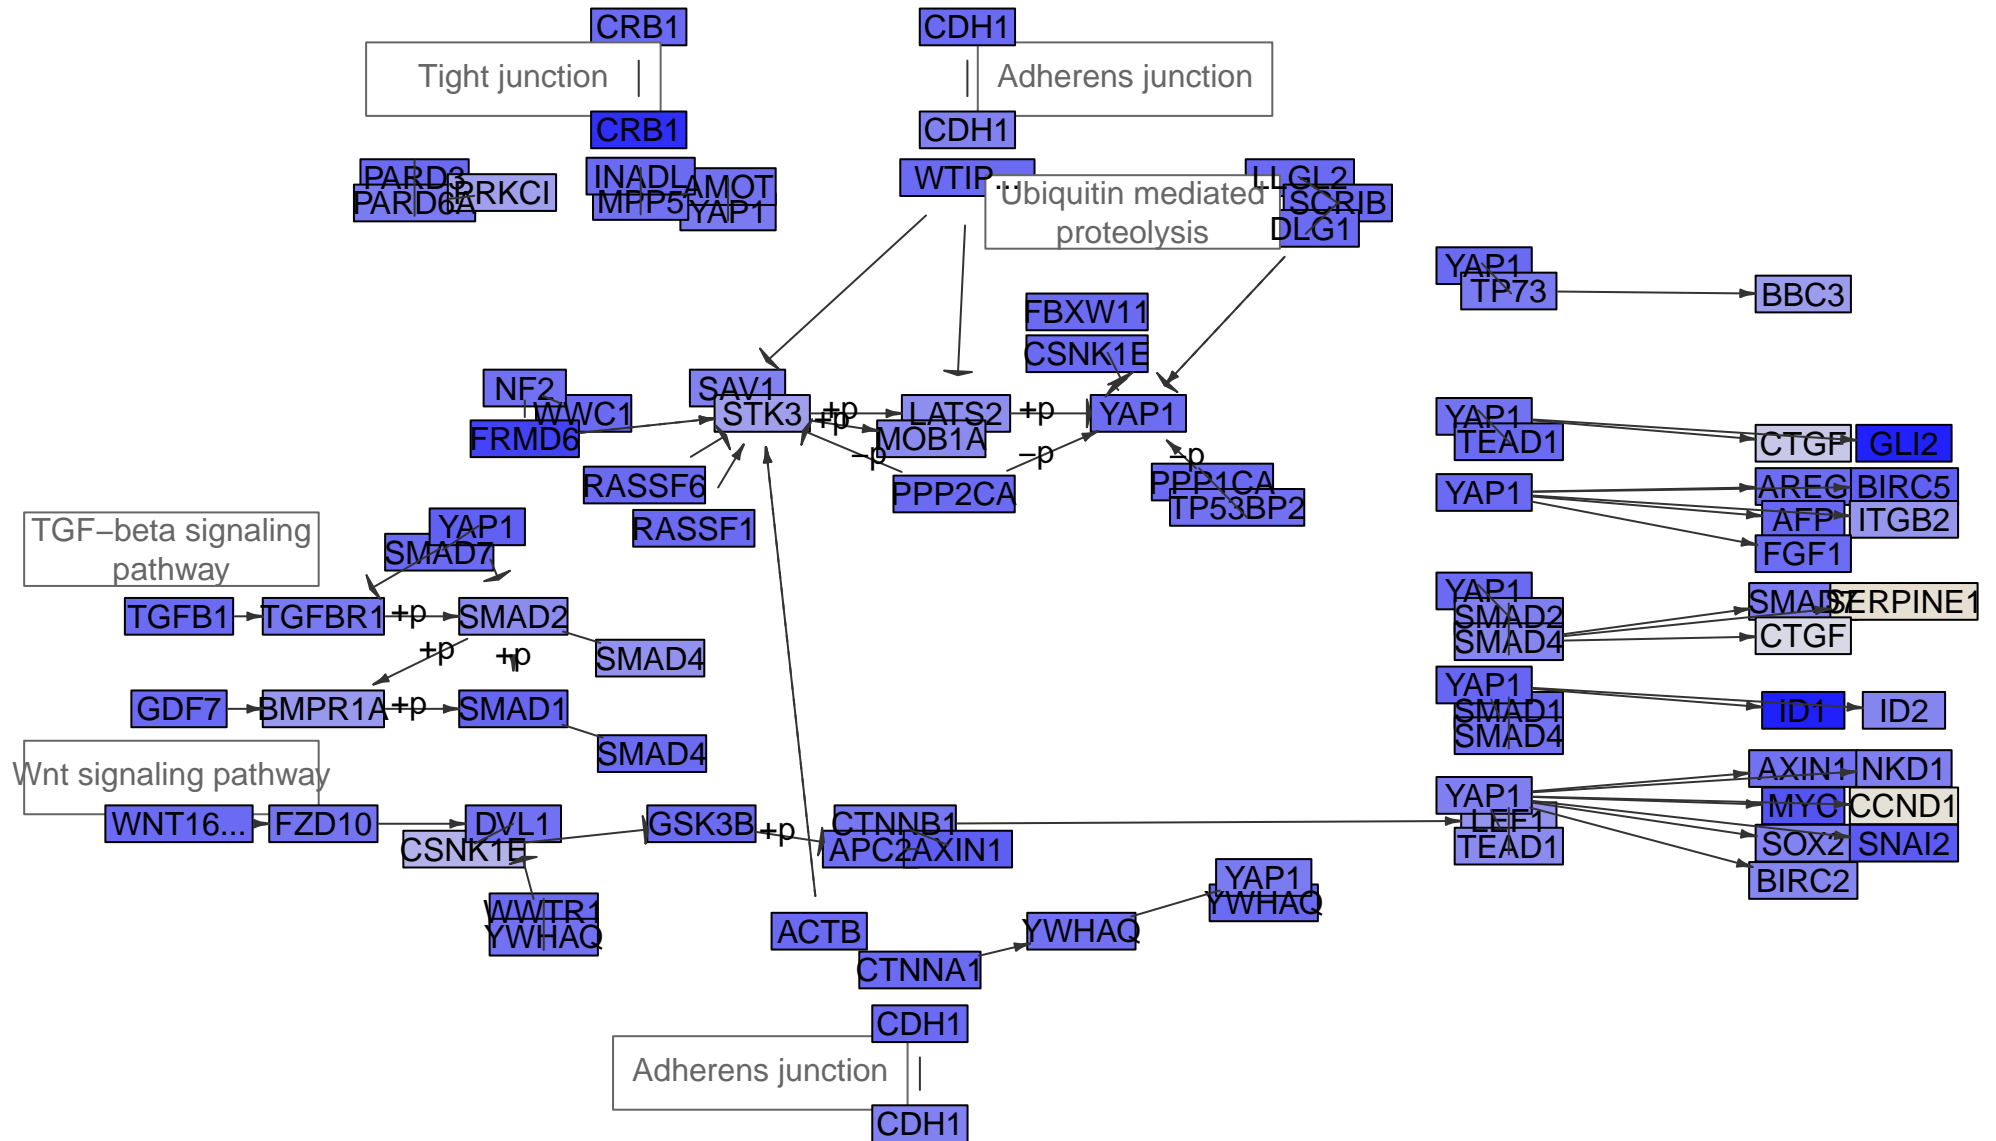 CRB1
CDH1
Tight junction
Adherens junction
CRB1
CDH1
PARD3
PRKCI
PARD6A
INADL
AMOT
MPP5
YAP1
WTIP...
LLGL2
SCRIB
DLG1
Ubiquitin mediated
proteolysis
YAP1
TP73
BBC3
FBXW11
CSNK1E
NF2
WWC1
FRMD6
SAV1
STK3
+p
+p
LATS2
MOB1A
+p
YAP1
−p
−p
−p
RASSF6
RASSF1
PPP2CA
PPP1CA
TP53BP2
YAP1
TEAD1
CTGF
GLI2
YAP1
AREG
BIRC5
AFP
ITGB2
FGF1
TGF−beta signaling
pathway
YAP1
SMAD7
TGFB1
TGFBR1
+p
SMAD2
+p
+p
SMAD4
YAP1
SMAD2
SMAD4
SMAD7
SERPINE1
CTGF
GDF7
BMPR1A
+p
SMAD1
SMAD4
YAP1
SMAD1
SMAD4
ID1
ID2
Wnt signaling pathway
WNT16...
FZD10
DVL1
CSNK1E
GSK3B
+p
CTNNB1
APC2
AXIN1
YAP1
LEF1
TEAD1
AXIN1
NKD1
MYC
CCND1
SOX2
SNAI2
BIRC2
WWTR1
YWHAQ
ACTB
CTNNA1
YWHAQ
YAP1
YWHAQ
CDH1
Adherens junction
CDH1